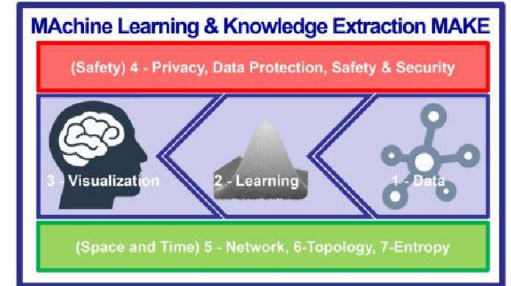 MAchine Learning & Knowledge Extraction MAKE
(Safety) 4 - Privacy, Data Protection, Safety & Security
3 - Visualization
2 - Learning
1 - Data
(Space and Time) 5 - Network, 6-Topology, 7-Entropy